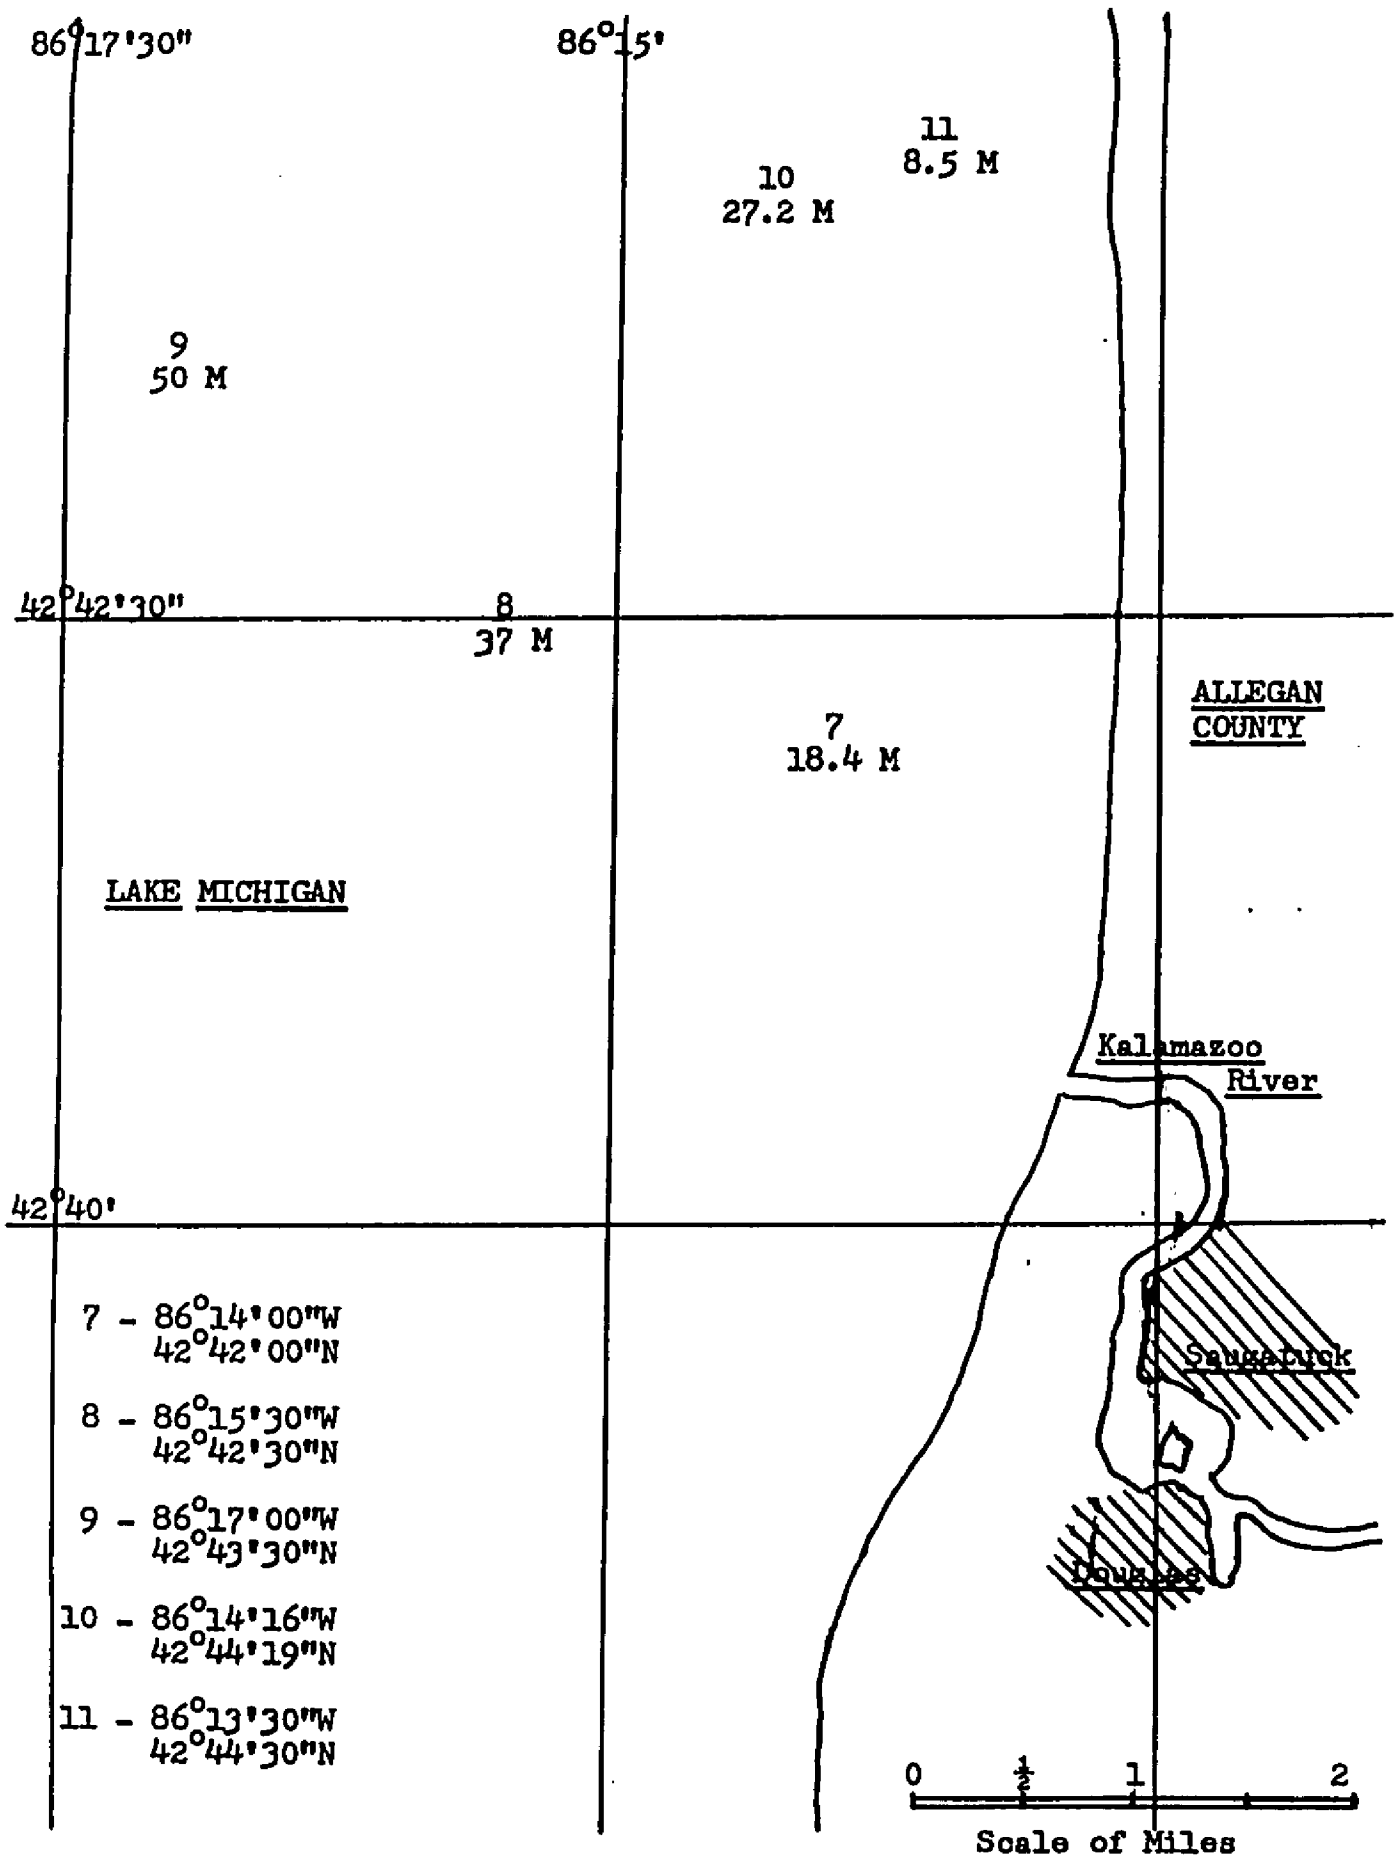 86°17'30"
86°15'
11
8.5 M
10
27.2 M
9
50 M
42°42'30"
8
37 M
ALLEGAN
COUNTY
7
18.4 M
LAKE MICHIGAN
Kalamazoo
River
42°40'
7 - 86°14'00"W
42°42'00"N
Saugatuck
8 - 86°15'30"W
42°42'30"N
9 - 86°17'00"W
42°43'30"N
Douglas
10 - 86°14'16"W
42°44'19"N
11 - 86°13'30"W
42°44'30"N
0 ½ 1 2
Scale of Miles